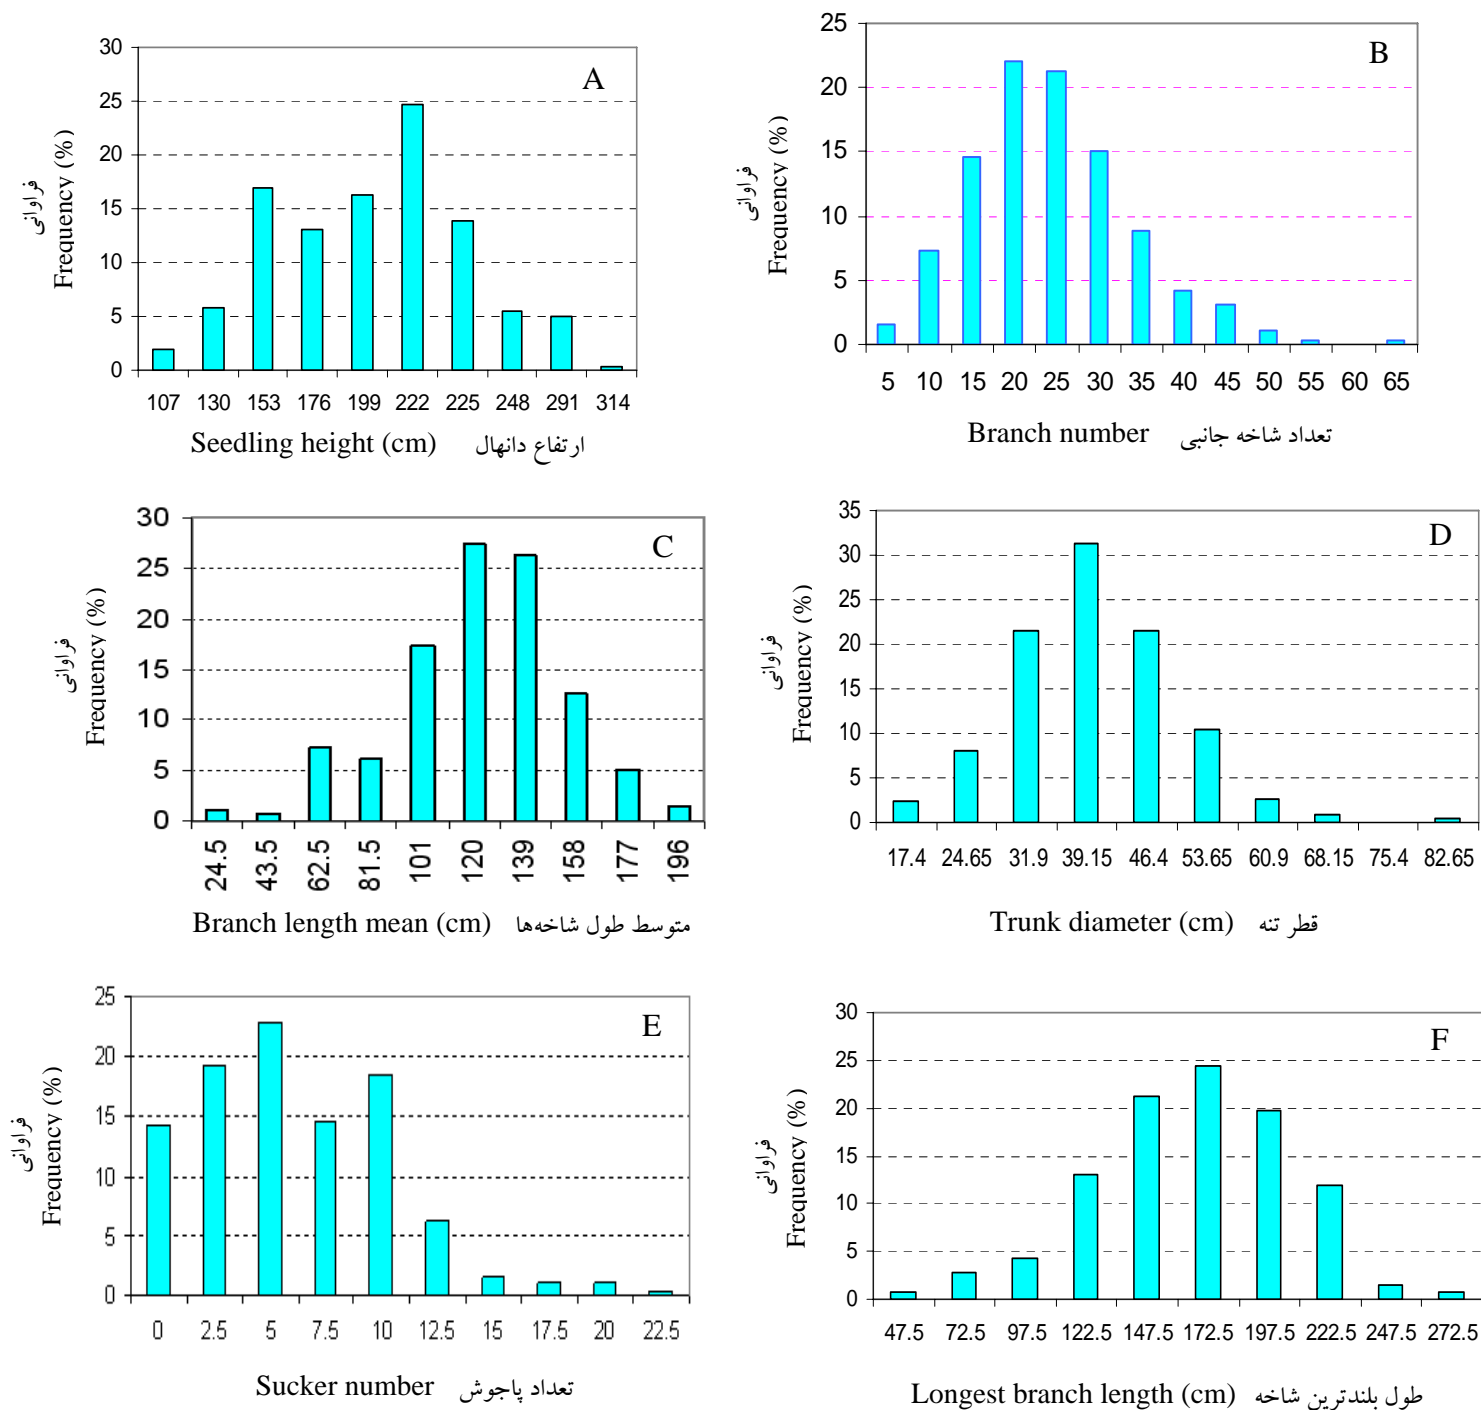 A
فراوانی
Frequency (%)
30
25
20
15
10
5
0
107 130 153 176 199 222 225 248 291 314
Seedling height (cm) ارتفاع دانهال
B
فراوانی
Frequency (%)
25
20
15
10
5
0
5 10 15 20 25 30 35 40 45 50 55 60 65
Branch number تعداد شاخه جانبی
C
فراوانی
Frequency (%)
30
25
20
15
10
5
0
24.5 43.5 62.5 81.5 101 120 139 158 177 196
Branch length mean (cm) متوسط طول شاخه‌ها
D
فراوانی
Frequency (%)
35
30
25
20
15
10
5
0
17.4 24.65 31.9 39.15 46.4 53.65 60.9 68.15 75.4 82.65
Trunk diameter (cm) قطر تنه
E
فراوانی
Frequency (%)
25
20
15
10
5
0
0 2.5 5 7.5 10 12.5 15 17.5 20 22.5
Sucker number تعداد پاجوش
F
فراوانی
Frequency (%)
30
25
20
15
10
5
0
47.5 72.5 97.5 122.5 147.5 172.5 197.5 222.5 247.5 272.5
Longest branch length (cm) طول بلندترین شاخه